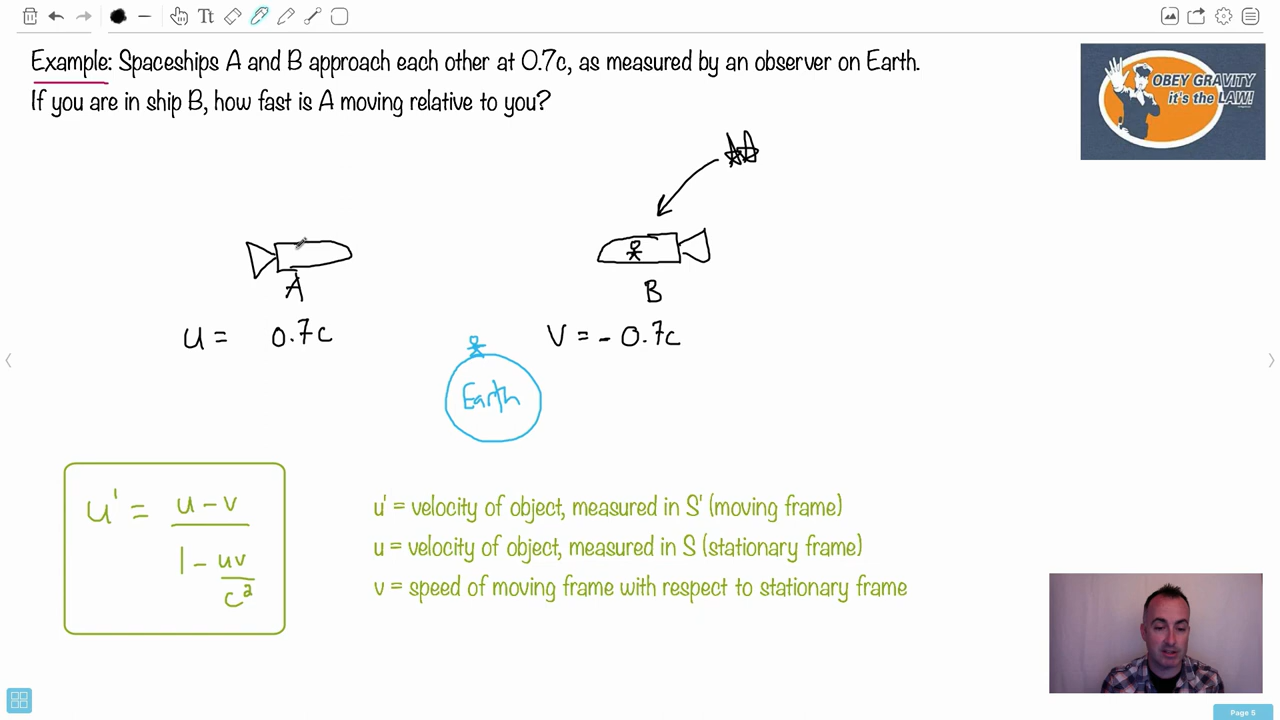 Example: Spaceships A and B approach each other at 0.7c, as measured by an observer on Earth.
If you are in ship B, how fast is A moving relative to you?
OBEY GRAVITY
it's the LAW!
A
B
u = 0.7c
v = - 0.7c
Earth
u' = u - v
1 - uv
c²
u' = velocity of object, measured in S' (moving frame)
u = velocity of object, measured in S (stationary frame)
v = speed of moving frame with respect to stationary frame
Page 5